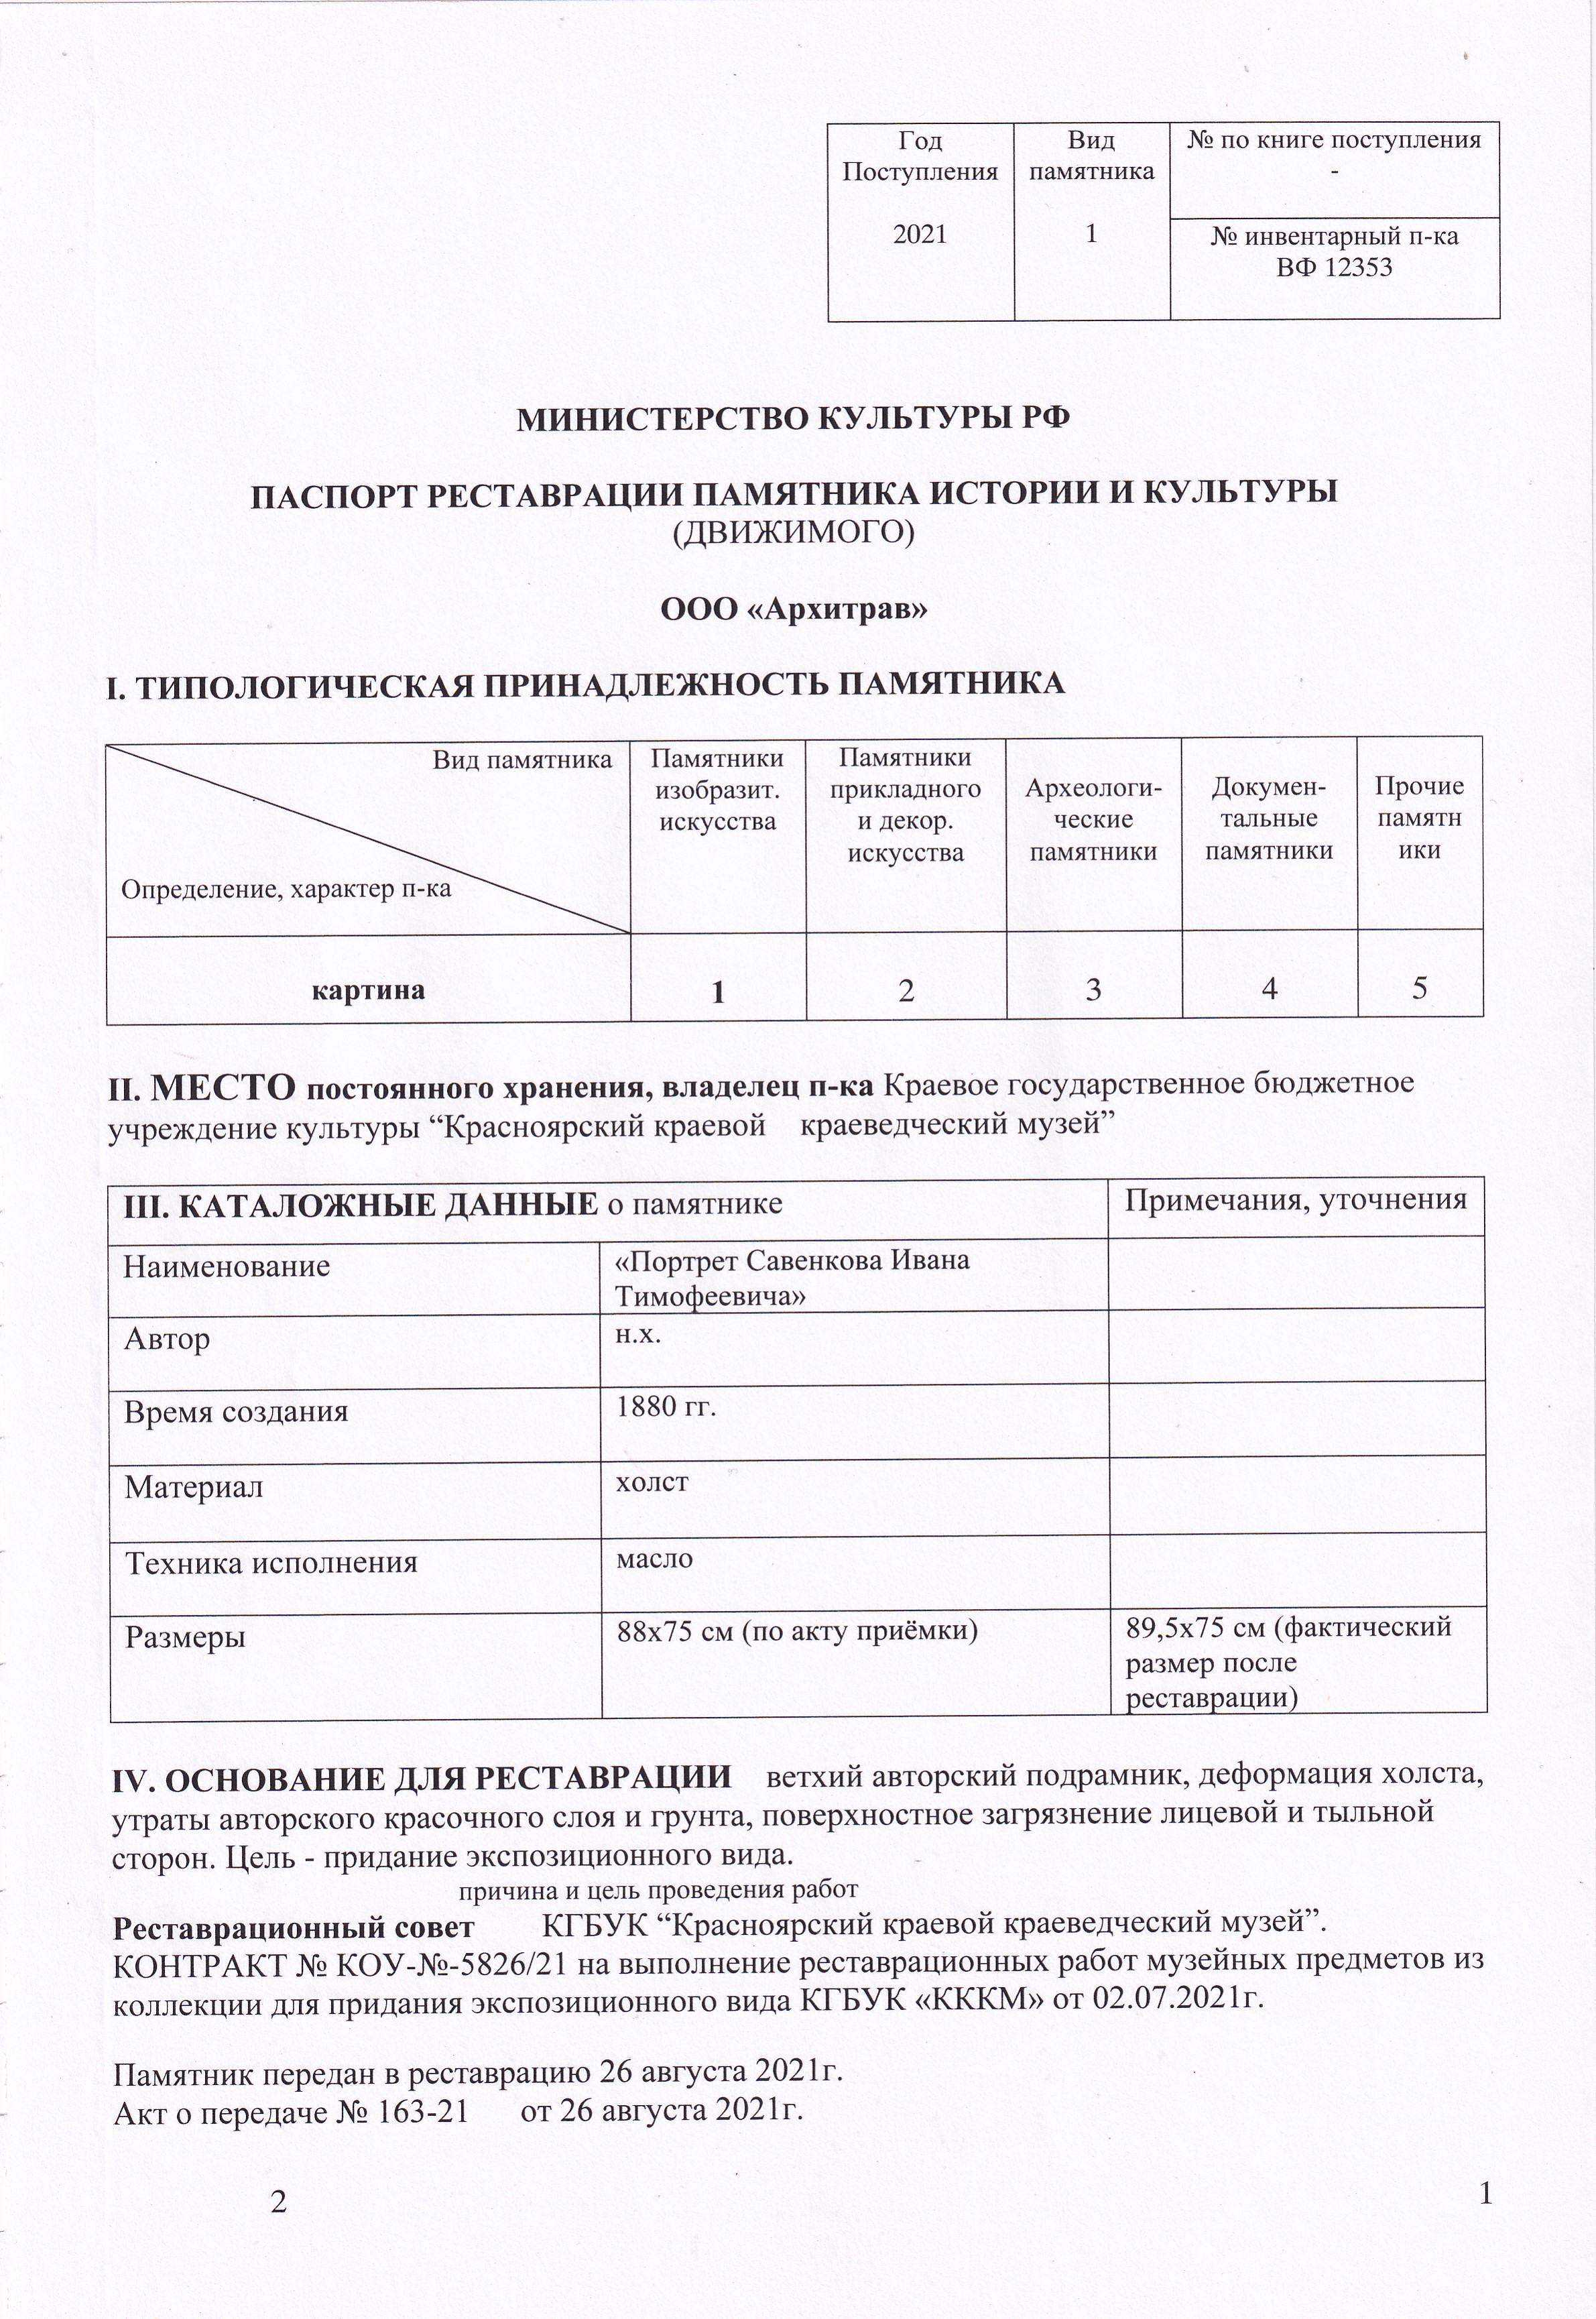 Год
Поступления
2021
Вид
памятника
1
№ по книге поступления
-
№ инвентарный п-ка
ВФ 12353
МИНИСТЕРСТВО КУЛЬТУРЫ РФ
ПАСПОРТ РЕСТАВРАЦИИ ПАМЯТНИКА ИСТОРИИ И КУЛЬТУРЫ
(ДВИЖИМОГО)
ООО «Архитрав»
I. ТИПОЛОГИЧЕСКАЯ ПРИНАДЛЕЖНОСТЬ ПАМЯТНИКА
Вид памятника
Определение, характер п-ка
Памятники
изобразит.
искусства
Памятники
прикладного
и декор.
искусства
Археологи-
ческие
памятники
Докумен-
тальные
памятники
Прочие
памятн
ики
картина
1
2
3
4
5
II. МЕСТО постоянного хранения, владелец п-ка Краевое государственное бюджетное
учреждение культуры “Красноярский краевой краеведческий музей”
III. КАТАЛОЖНЫЕ ДАННЫЕ о памятнике
Примечания, уточнения
Наименование
«Портрет Савенкова Ивана
Тимофеевича»
Автор
н.х.
Время создания
1880 гг.
Материал
холст
Техника исполнения
масло
Размеры
88х75 см (по акту приёмки)
89,5х75 см (фактический
размер после
реставрации)
IV. ОСНОВАНИЕ ДЛЯ РЕСТАВРАЦИИ ветхий авторский подрамник, деформация холста,
утраты авторского красочного слоя и грунта, поверхностное загрязнение лицевой и тыльной
сторон. Цель - придание экспозиционного вида.
причина и цель проведения работ
Реставрационный совет КГБУК “Красноярский краевой краеведческий музей”.
КОНТРАКТ № КОУ-№-5826/21 на выполнение реставрационных работ музейных предметов из
коллекции для придания экспозиционного вида КГБУК «КККМ» от 02.07.2021г.
Памятник передан в реставрацию 26 августа 2021г.
Акт о передаче № 163-21 от 26 августа 2021г.
2
1